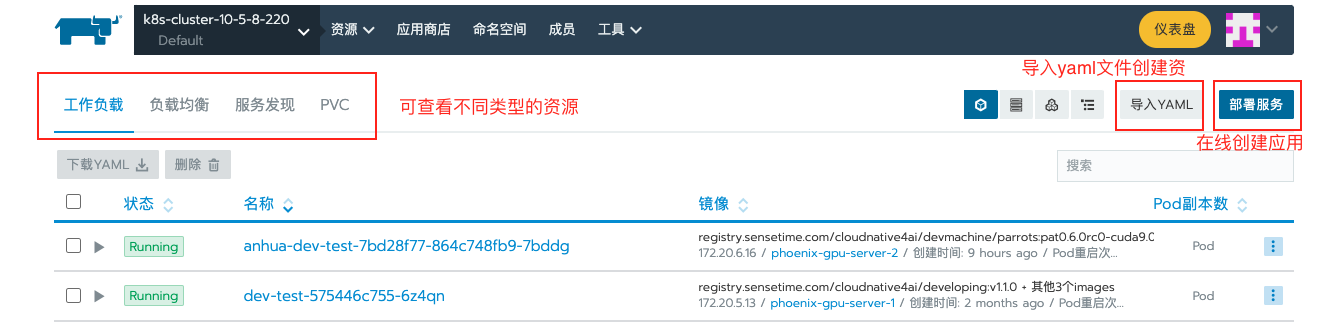 k8s-cluster-10-5-8-220
Default
资源 应用商店 命名空间 成员 工具 仪表盘
导入yaml文件创建资
工作负载 负载均衡 服务发现 PVC 可查看不同类型的资源 导入YAML 部署服务
在线创建应用
下载YAML 删除 搜索
状态 名称 镜像 Pod副本数
Running anhua-dev-test-7bd28f77-864c748fb9-7bddg registry.sensetime.com/cloudnative4ai/devmachine/parrots:pat0.6.0rc0-cuda9.0 Pod
172.20.6.16 / phoenix-gpu-server-2 / 创建时间: 9 hours ago / Pod重启次...
Running dev-test-575446c755-6z4qn registry.sensetime.com/cloudnative4ai/developing:v1.1.0 + 其他3个images Pod
172.20.5.13 / phoenix-gpu-server-1 / 创建时间: 2 months ago / Pod重启次...